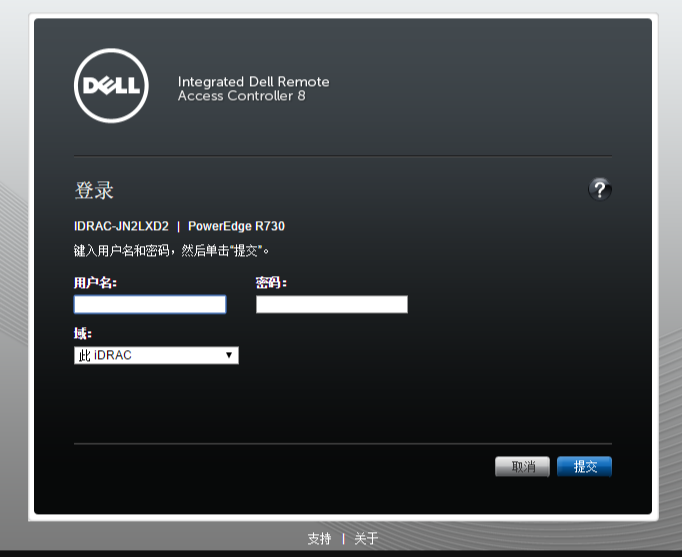 DELL
Integrated Dell Remote
Access Controller 8
登录
?
IDRAC-JN2LXD2 | PowerEdge R730
键入用户名和密码，然后单击"提交"。
用户名: 密码:
域:
此 iDRAC
取消 提交
支持 | 关于